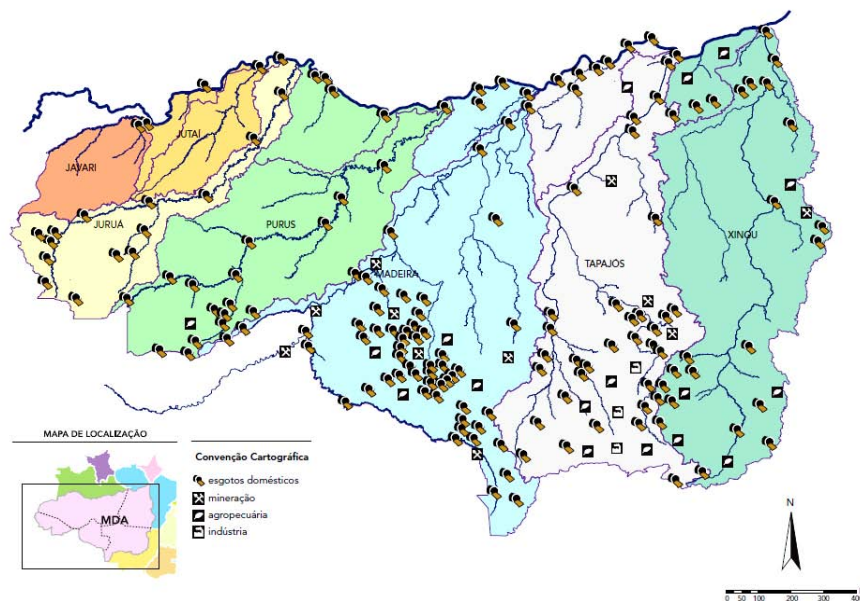 JAVARI
JUTAÍ
JURUÁ
PURUS
MADEIRA
TAPAJÓS
XINGU
MAPA DE LOCALIZAÇÃO
MDA
Convenção Cartográfica
esgotos domésticos
mineração
agropecuária
indústria
N
0 50 100 200 300